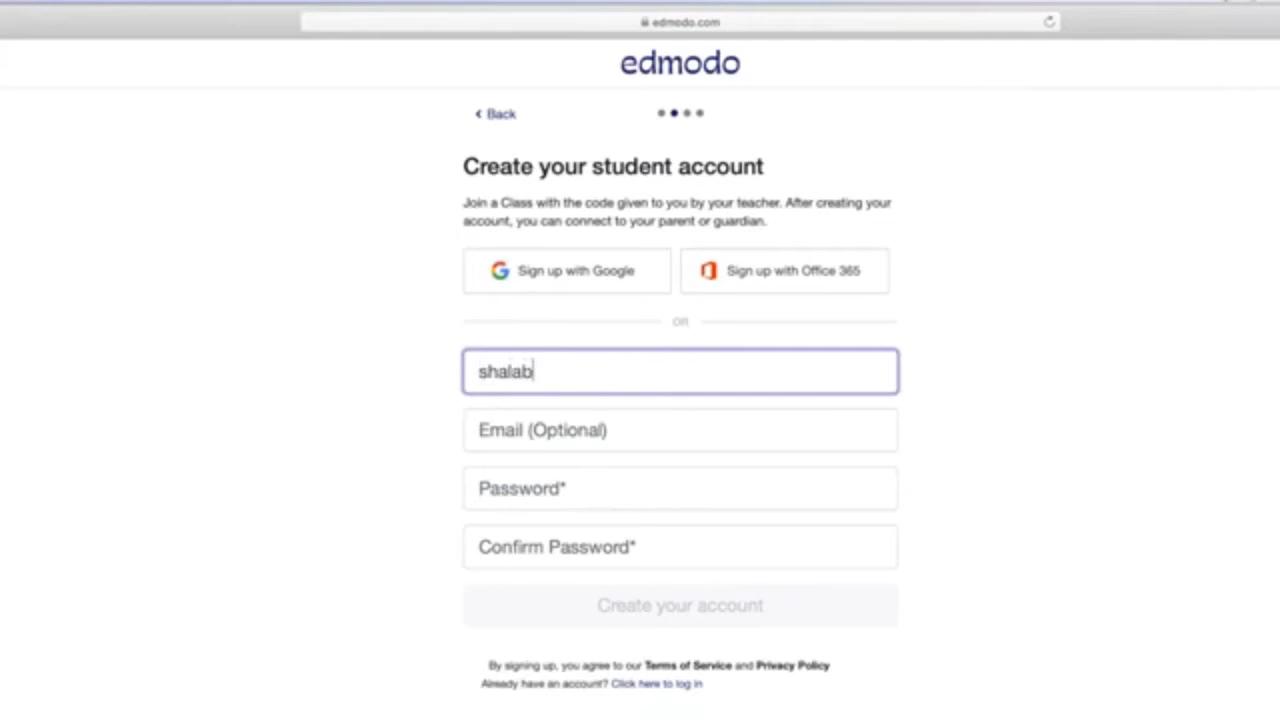 edmodo.com
edmodo
Back
Create your student account
Join a Class with the code given to you by your teacher. After creating your
account, you can connect to your parent or guardian.
Sign up with Google
Sign up with Office 365
OR
shalab
Email (Optional)
Password*
Confirm Password*
Create your account
By signing up, you agree to our Terms of Service and Privacy Policy
Already have an account? Click here to log in